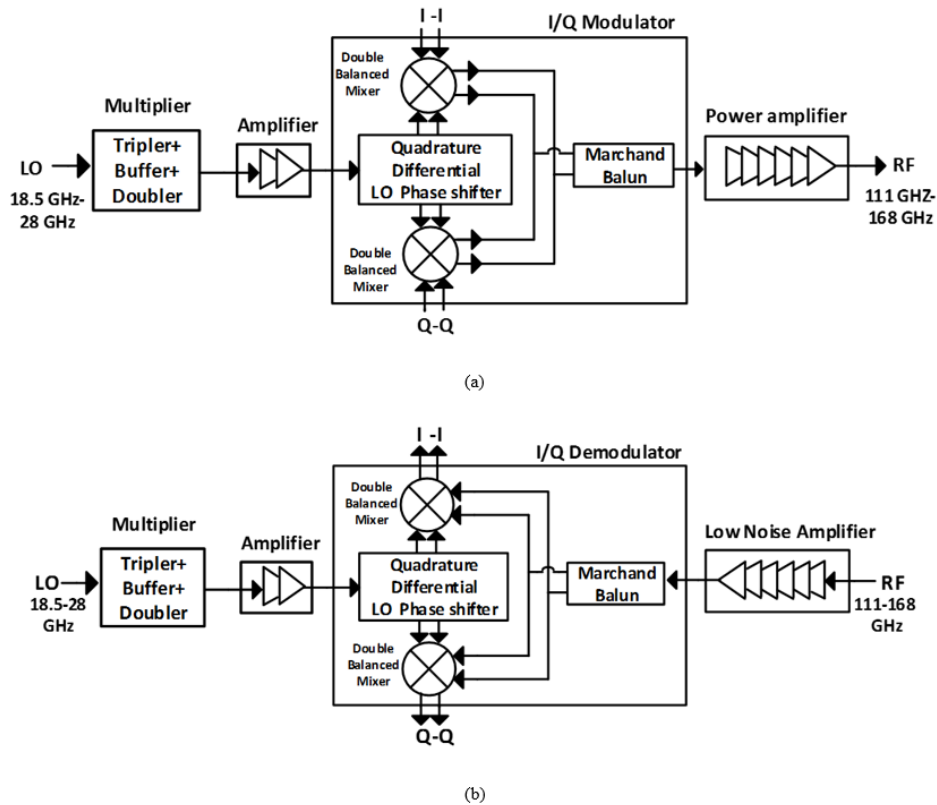 I -I
I/Q Modulator
Double
Balanced
Mixer
Multiplier
Amplifier
Power amplifier
LO
18.5 GHz-
28 GHz
Tripler+
Buffer+
Doubler
Quadrature
Differential
LO Phase shifter
Marchand
Balun
RF
111 GHZ-
168 GHz
Double
Balanced
Mixer
Q-Q
(a)
I -I
I/Q Demodulator
Double
Balanced
Mixer
Multiplier
Amplifier
Low Noise Amplifier
LO
18.5-28
GHz
Tripler+
Buffer+
Doubler
Quadrature
Differential
LO Phase shifter
Marchand
Balun
RF
111-168
GHz
Double
Balanced
Mixer
Q-Q
(b)